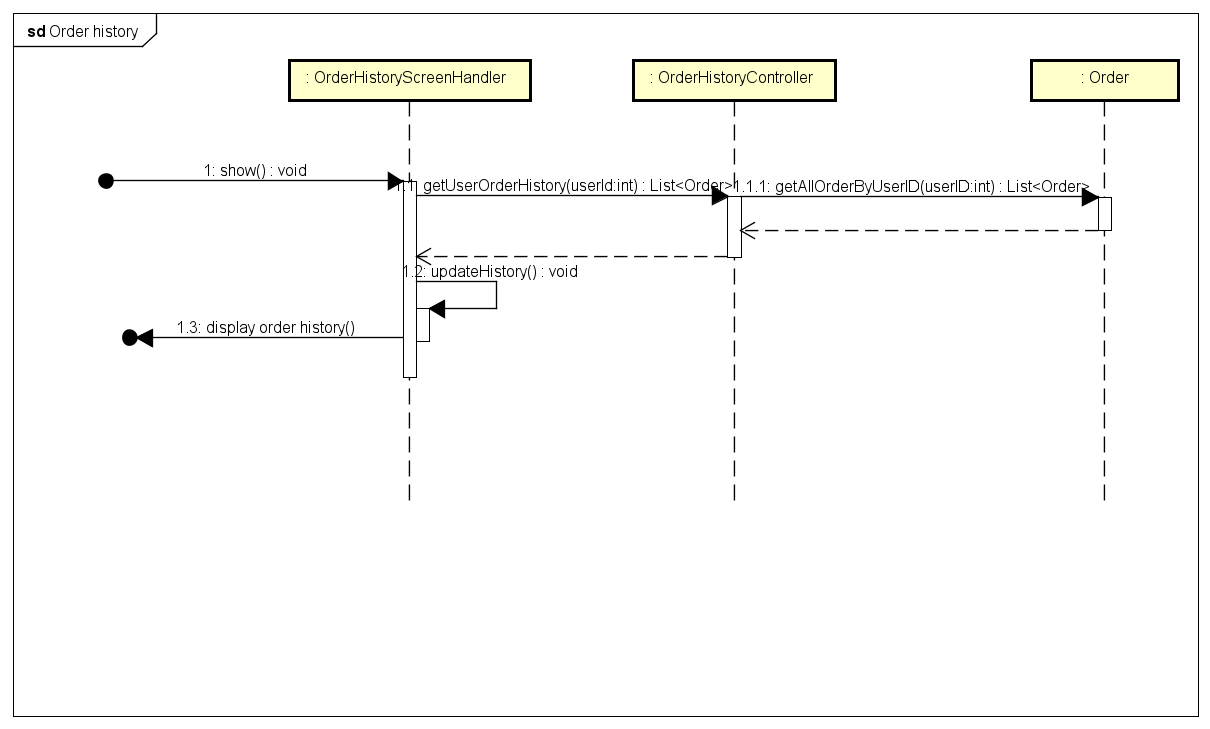 sd Order history
: OrderHistoryScreenHandler
: OrderHistoryController
: Order
1: show() : void
1.1: getUserOrderHistory(userId:int) : List<Order>
1.1.1: getAllOrderByUserID(userID:int) : List<Order>
1.2: updateHistory() : void
1.3: display order history()